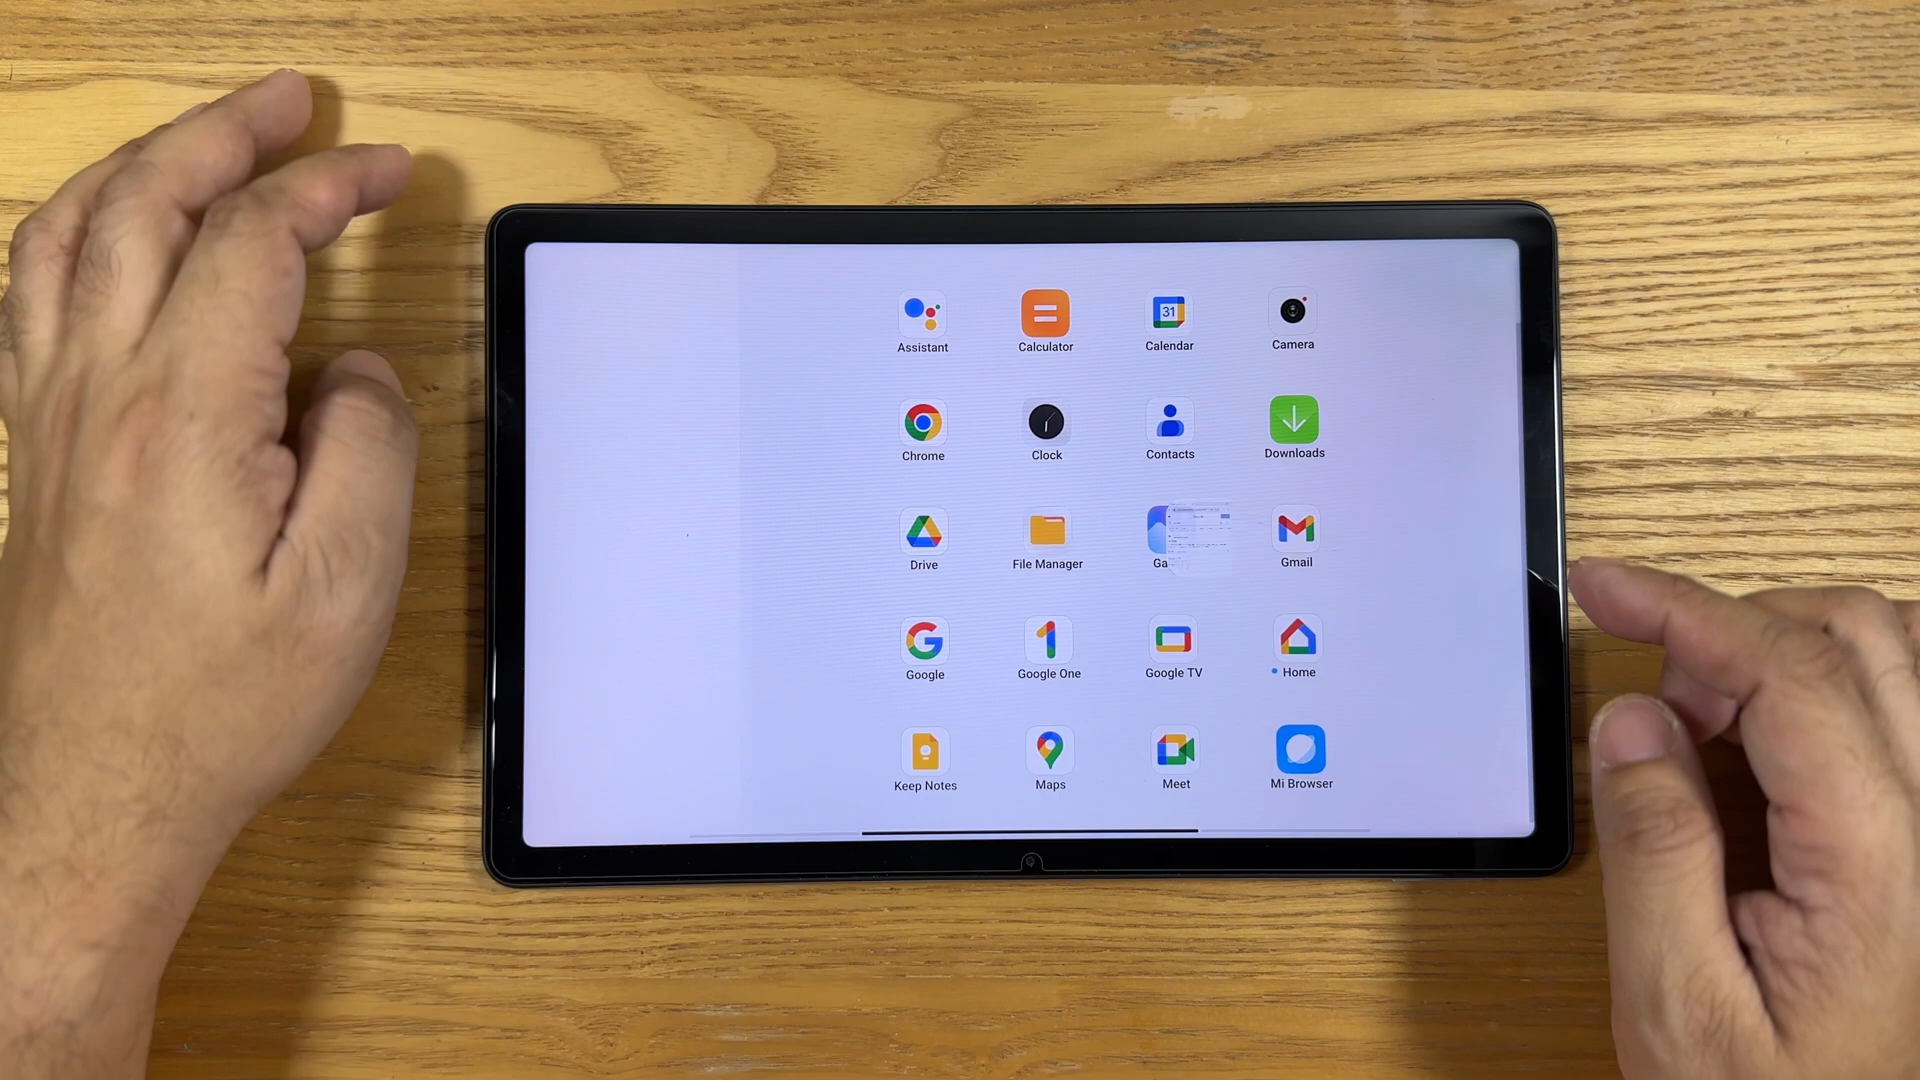 Assistant Calculator Calendar Camera
31
Chrome Clock Contacts Downloads
Drive File Manager Ga Gmail
Google Google One Google TV Home
Keep Notes Maps Meet Mi Browser